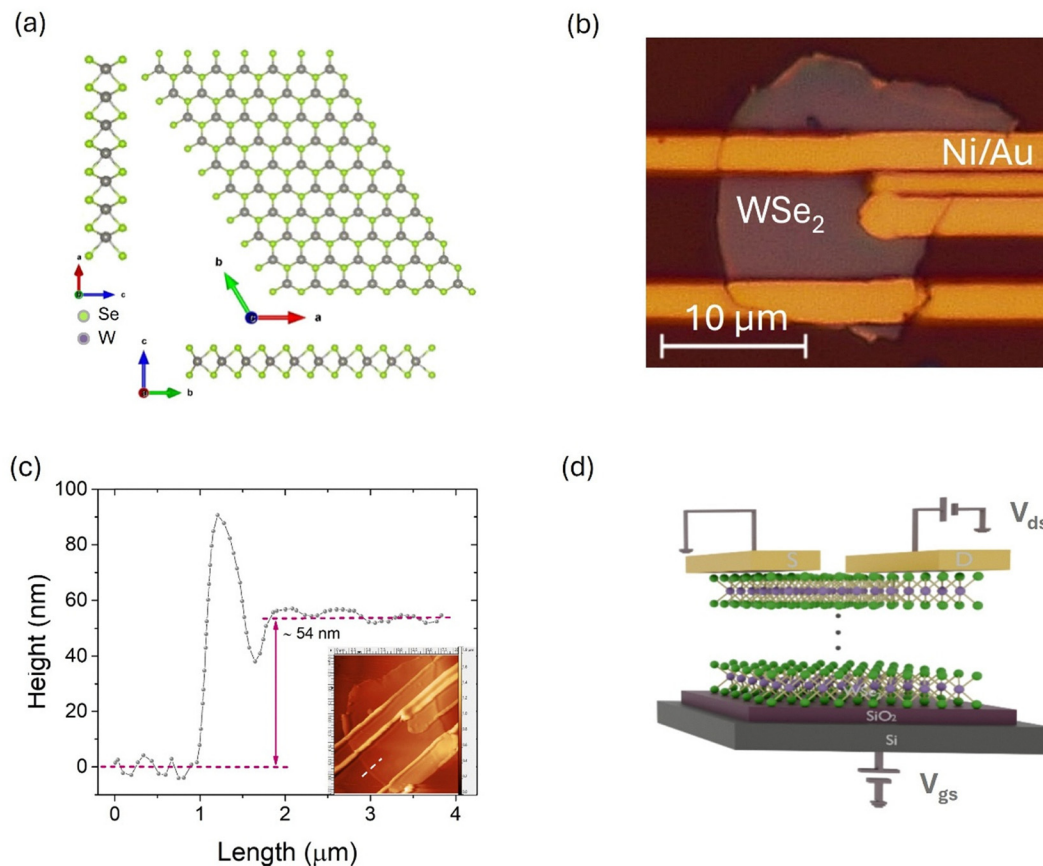 (a)
a
c
Se
W
b
a
c
b
(b)
Ni/Au
WSe2
10 µm
(c)
Height (nm)
100
80
60
40
20
0
~ 54 nm
0
1
2
3
4
Length (µm)
(d)
Vds
S
D
SiO2
Si
Vgs